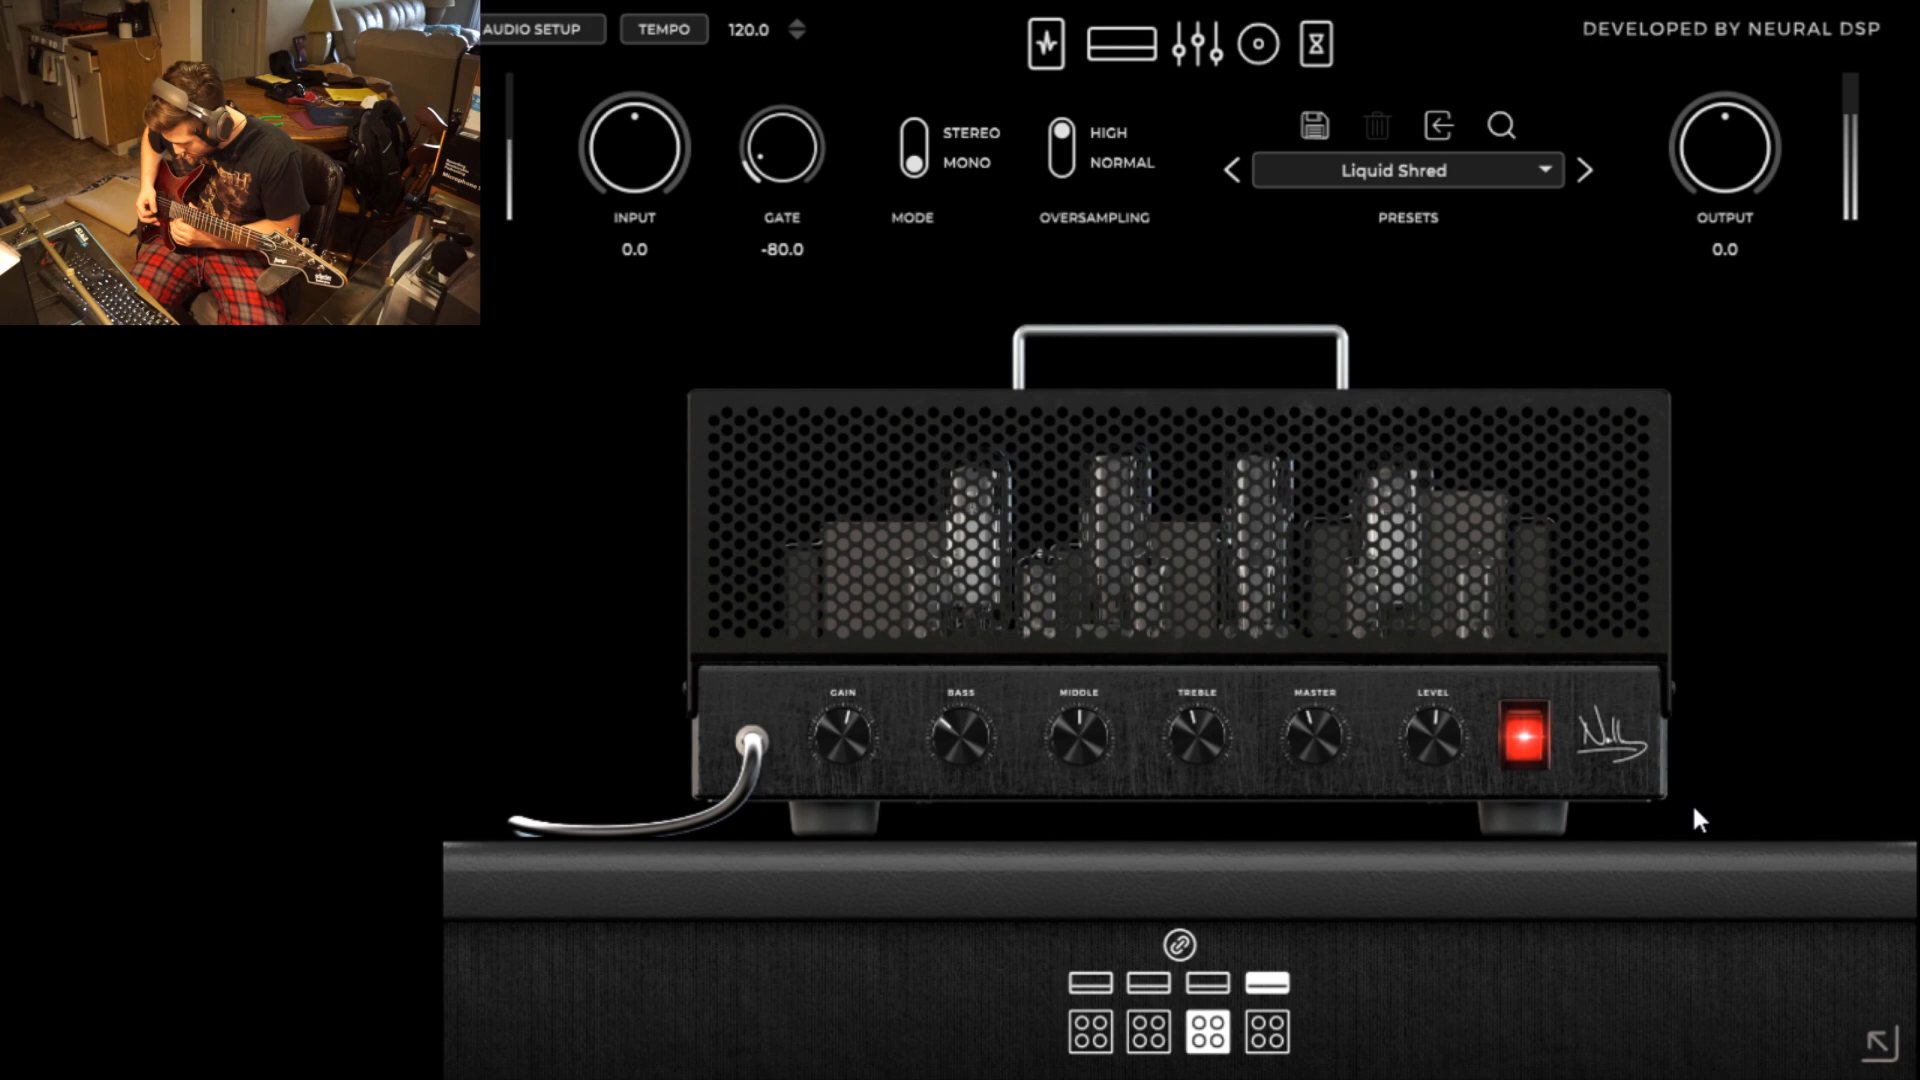 AUDIO SETUP
TEMPO
120.0
DEVELOPED BY NEURAL DSP
STEREO
MONO
HIGH
NORMAL
Liquid Shred
INPUT
GATE
MODE
OVERSAMPLING
PRESETS
OUTPUT
0.0
-80.0
0.0
GAIN
BASS
MIDDLE
TREBLE
MASTER
LEVEL
Nolly